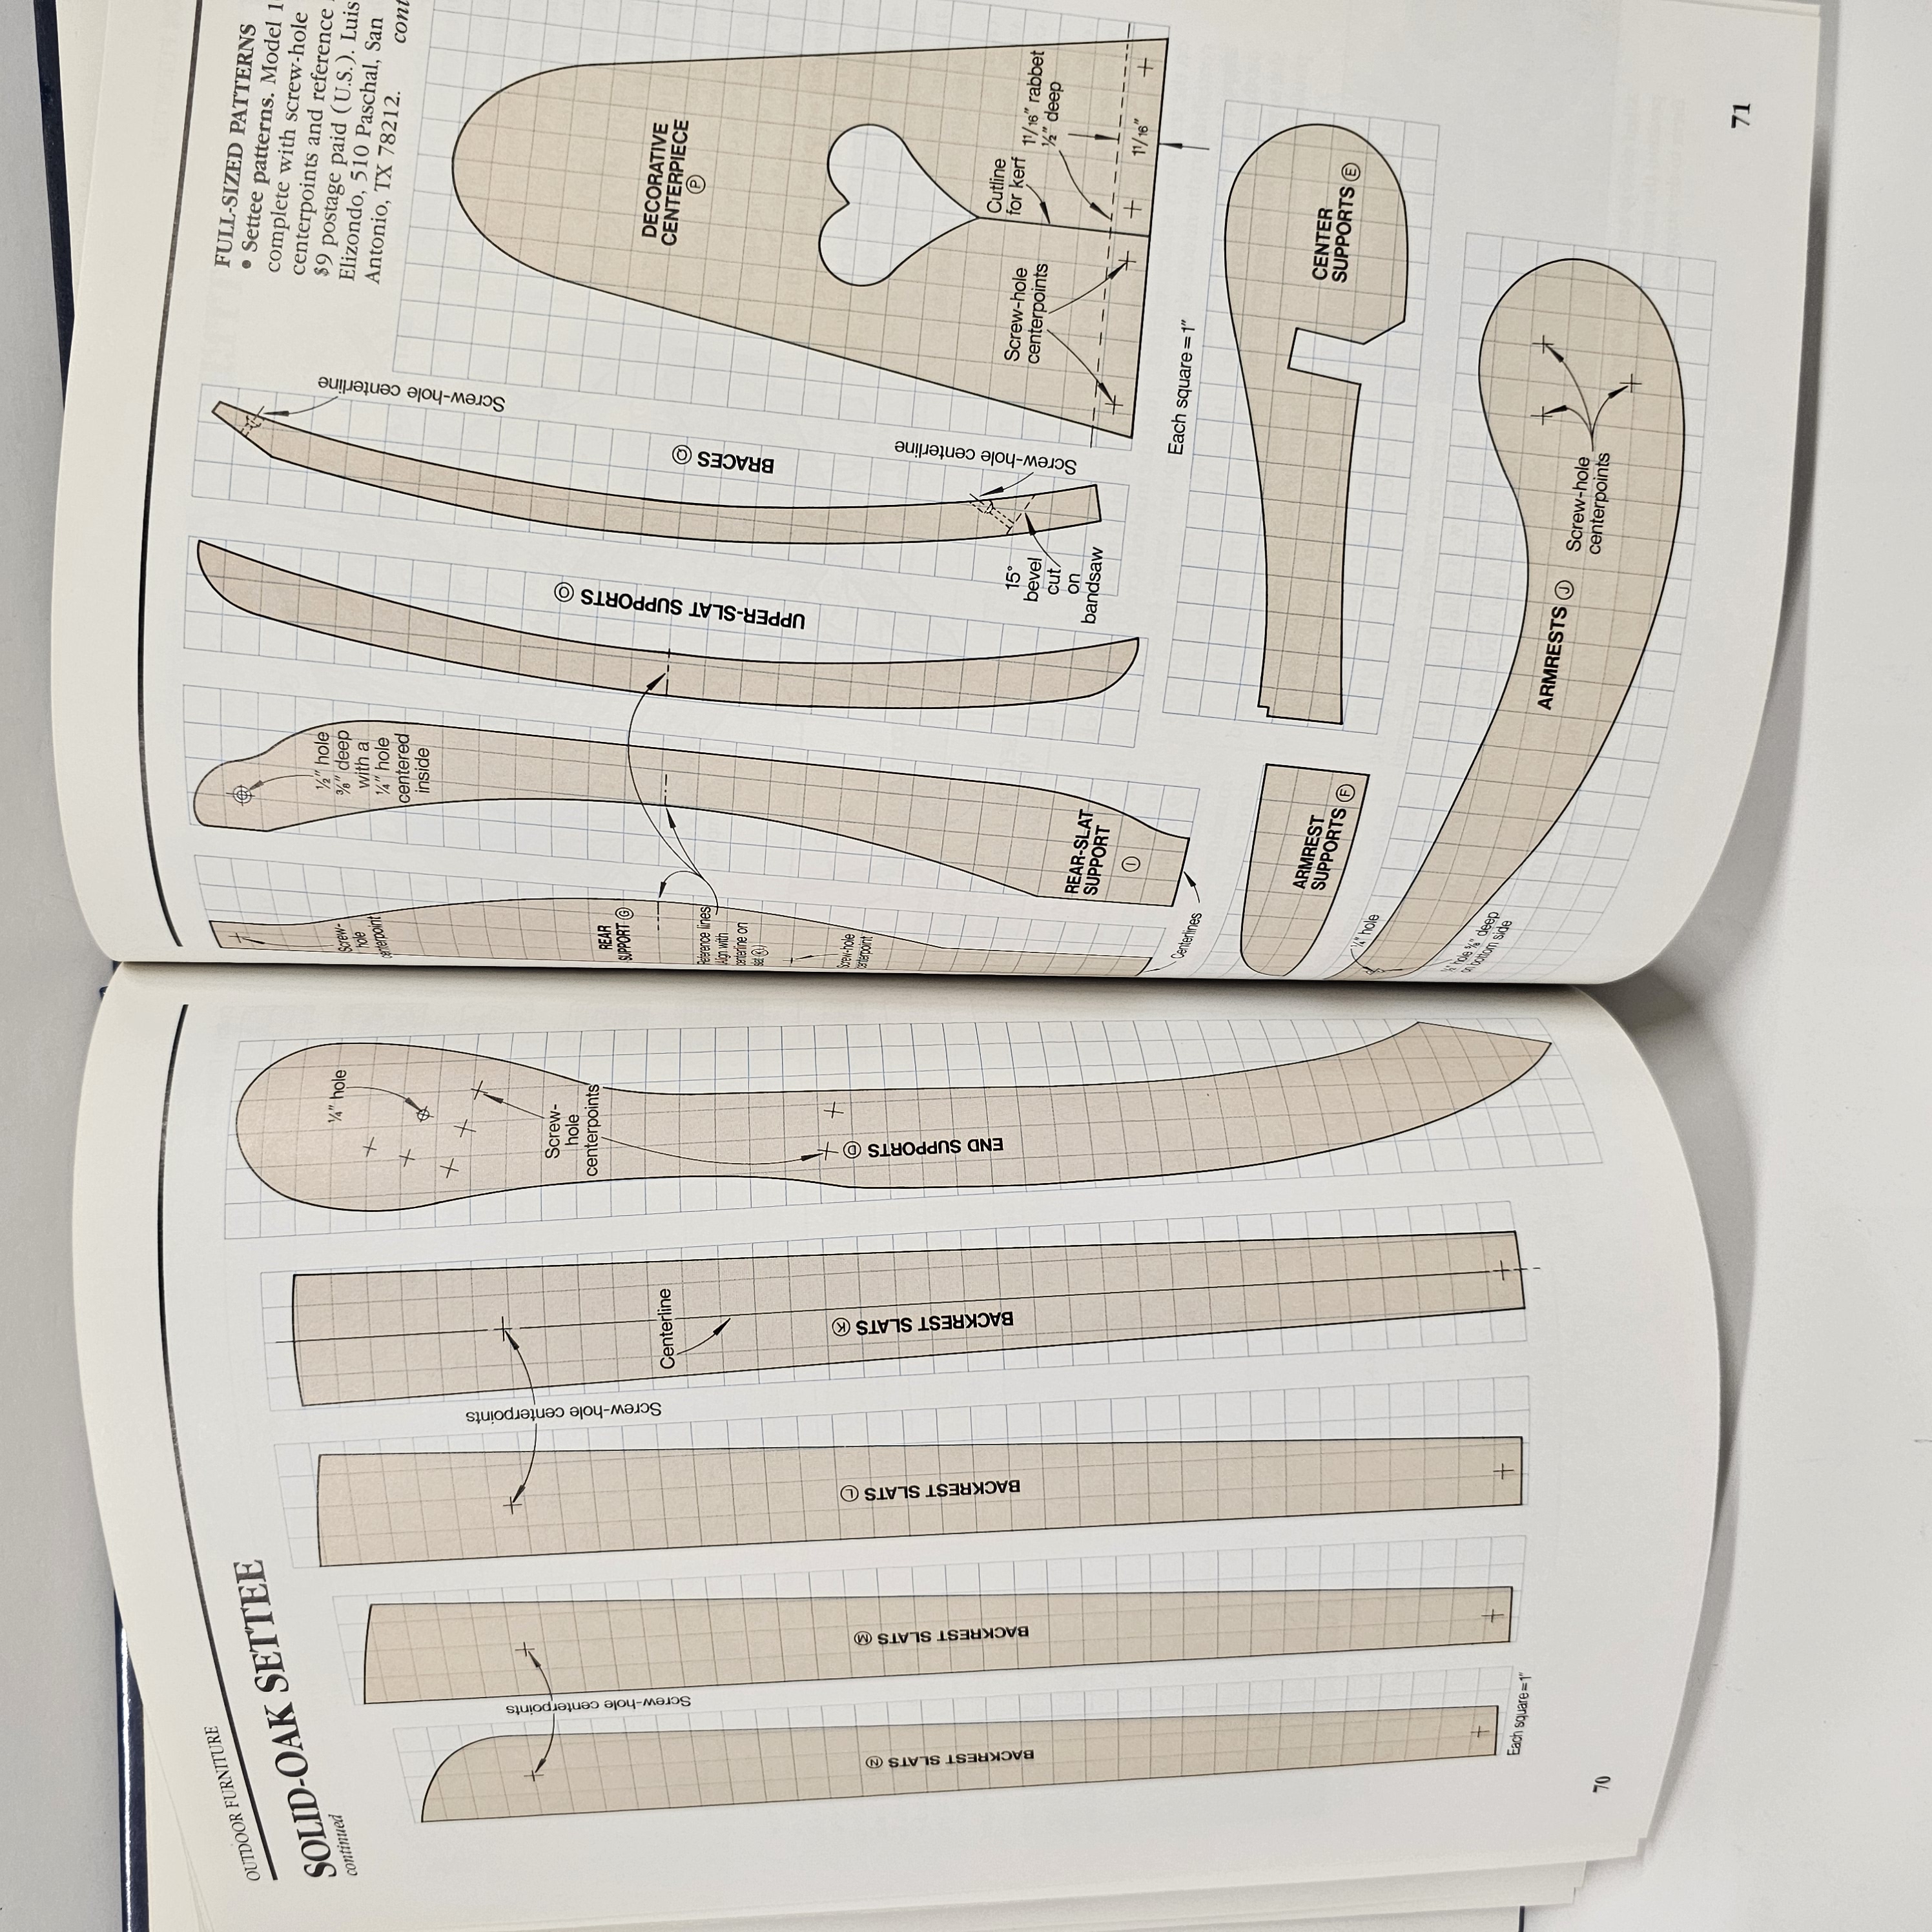 OUTDOOR FURNITURE
SOLID-OAK SETTEE
continued
Screw-hole centerpoints
Screw-hole centerpoints
Centerline
1/4" hole
Screw-
hole
centerpoints
BACKREST SLATS N
BACKREST SLATS M
BACKREST SLATS L
BACKREST SLATS K
END SUPPORTS D
Each square=1"
70
Screw-
hole
centerpoint
REAR
SUPPORT G
Reference lines
(Align with
centerline on
slat K.)
Screw-hole
centerpoint
Centerlines
1/2" hole
3/8" deep
with a
1/4" hole
centered
inside
REAR-SLAT
SUPPORT
I
UPPER-SLAT SUPPORTS O
BRACES Q
Screw-hole centerline
Screw-hole centerline
15°
bevel
cut
on
bandsaw
FULL-SIZED PATTERNS
• Settee patterns. Model
complete with screw-hole
centerpoints and reference
$9 postage paid (U.S.). Luis
Elizondo, 510 Paschal, San
Antonio, TX 78212.
DECORATIVE
CENTERPIECE
P
Cutline
for kerf
Screw-hole
centerpoints
1 1/16" rabbet
1/2" deep
1 1/16"
Each square=1"
ARMREST
SUPPORTS F
CENTER
SUPPORTS E
1/4" hole
hole 3/8" deep
on bottom side
ARMRESTS J
Screw-hole
centerpoints
71